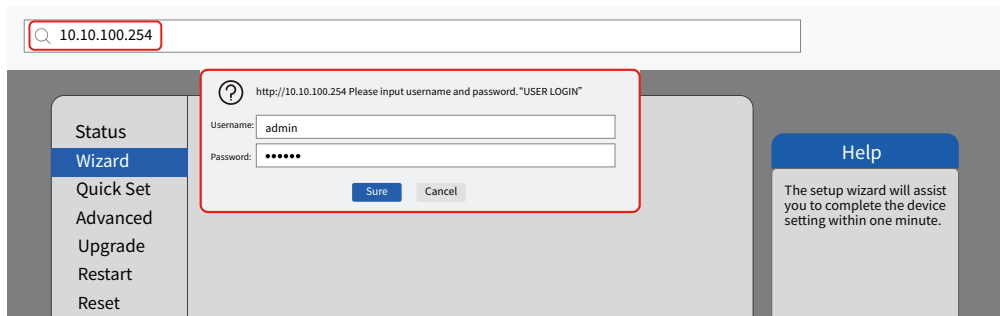 10.10.100.254
http://10.10.100.254 Please input username and password."USER LOGIN"
Username: admin
Password: ••••••
Sure Cancel
Status
Wizard
Quick Set
Advanced
Upgrade
Restart
Reset
Help
The setup wizard will assist
you to complete the device
setting within one minute.